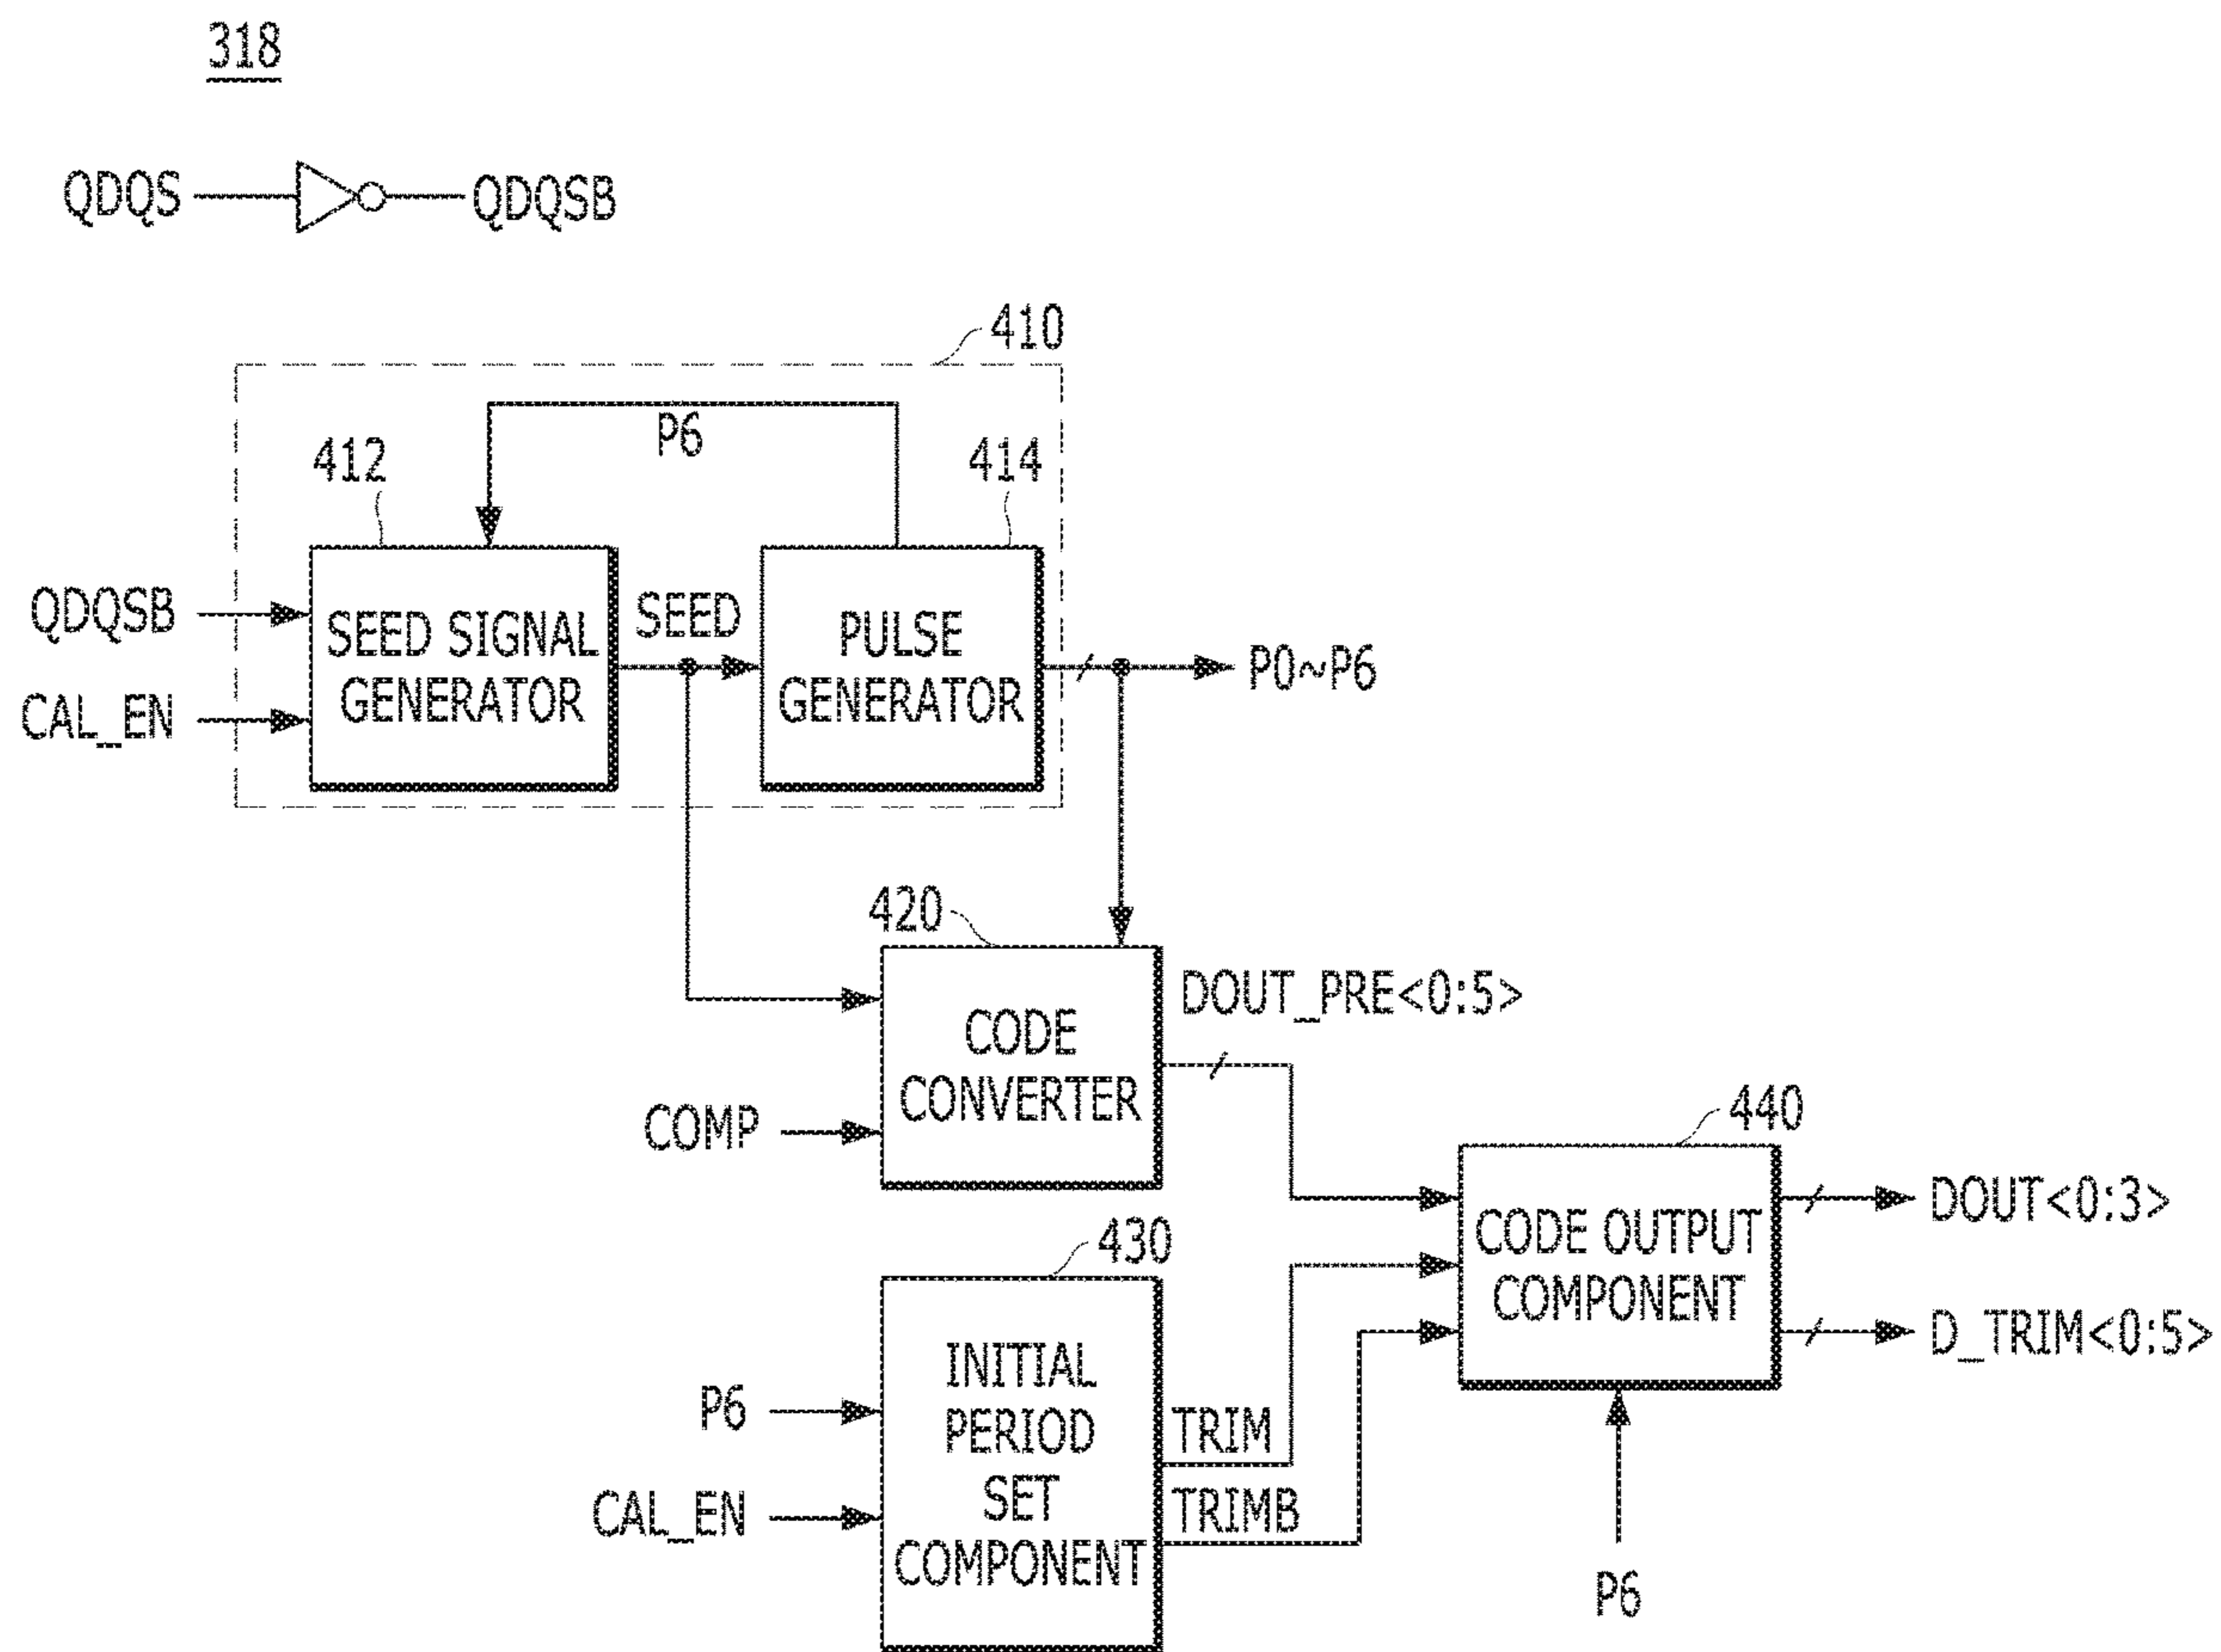 318
QDQS
QDQSB
410
P6
412
414
QDQSB
CAL_EN
SEED SIGNAL
GENERATOR
SEED
PULSE
GENERATOR
P0~P6
420
CODE
CONVERTER
DOUT_PRE<0:5>
COMP
440
CODE OUTPUT
COMPONENT
DOUT<0:3>
D_TRIM<0:5>
430
INITIAL
PERIOD
SET
COMPONENT
P6
CAL_EN
TRIM
TRIMB
P6